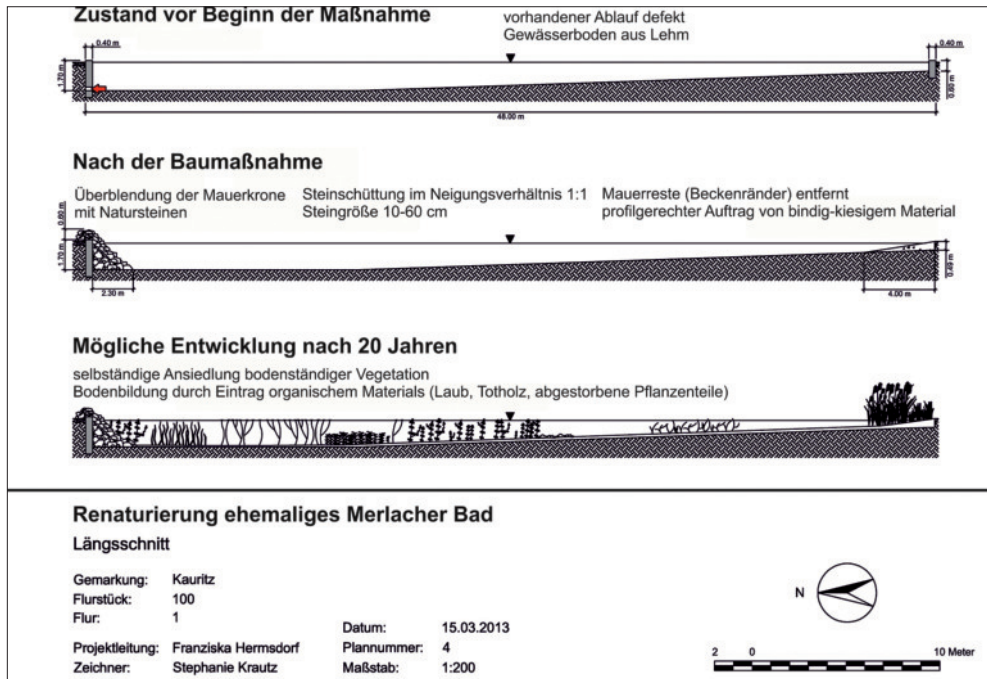 Zustand vor Beginn der Maßnahme
vorhandener Ablauf defekt
Gewässerboden aus Lehm
0.40 m
0.40 m
1.70 m
0.60 m
48.00 m
Nach der Baumaßnahme
Überblendung der Mauerkrone
mit Natursteinen
Steinschüttung im Neigungsverhältnis 1:1
Steingröße 10-60 cm
Mauerreste (Beckenränder) entfernt
profilgerechter Auftrag von bindig-kiesigem Material
0.60 m
1.70 m
0.49 m
2.30 m
4.00 m
Mögliche Entwicklung nach 20 Jahren
selbständige Ansiedlung bodenständiger Vegetation
Bodenbildung durch Eintrag organischem Materials (Laub, Totholz, abgestorbene Pflanzenteile)
Renaturierung ehemaliges Merlacher Bad
Längsschnitt
Gemarkung: Kauritz
Flurstück: 100
Flur: 1
Projektleitung: Franziska Hermsdorf
Zeichner: Stephanie Krautz
Datum: 15.03.2013
Plannummer: 4
Maßstab: 1:200
N
2 0 10 Meter